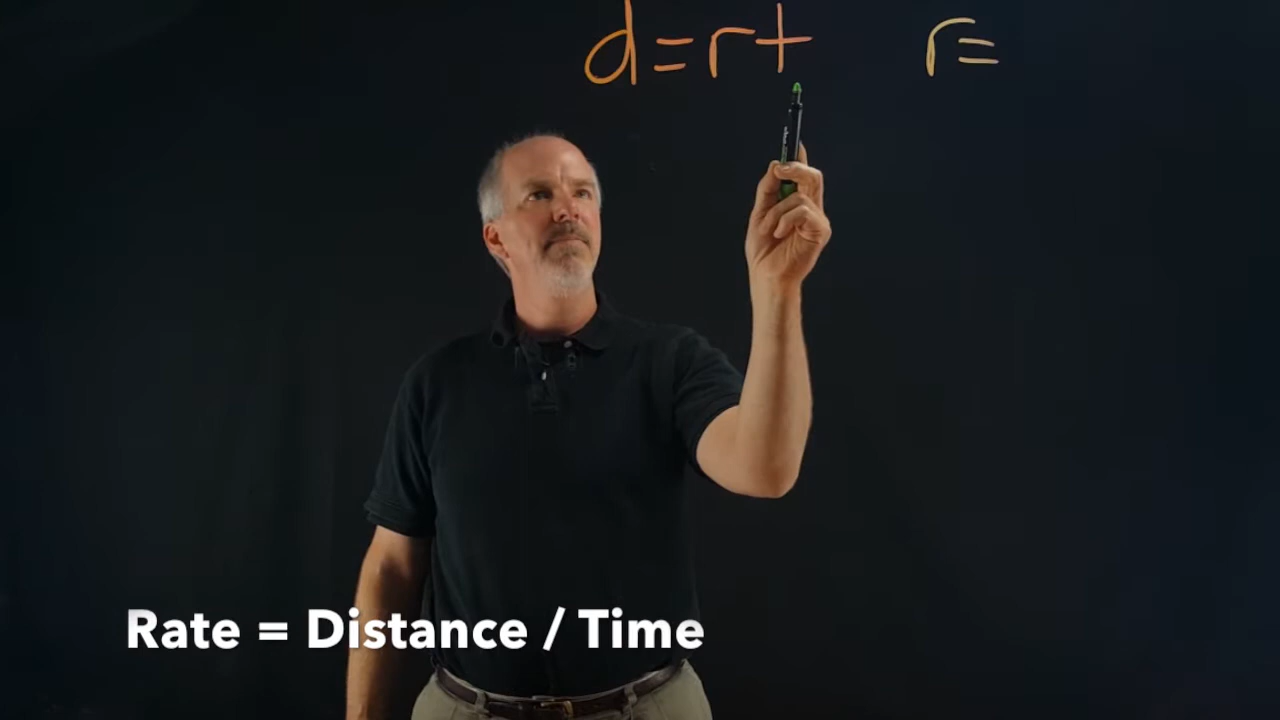 d=rt r=
Rate = Distance / Time